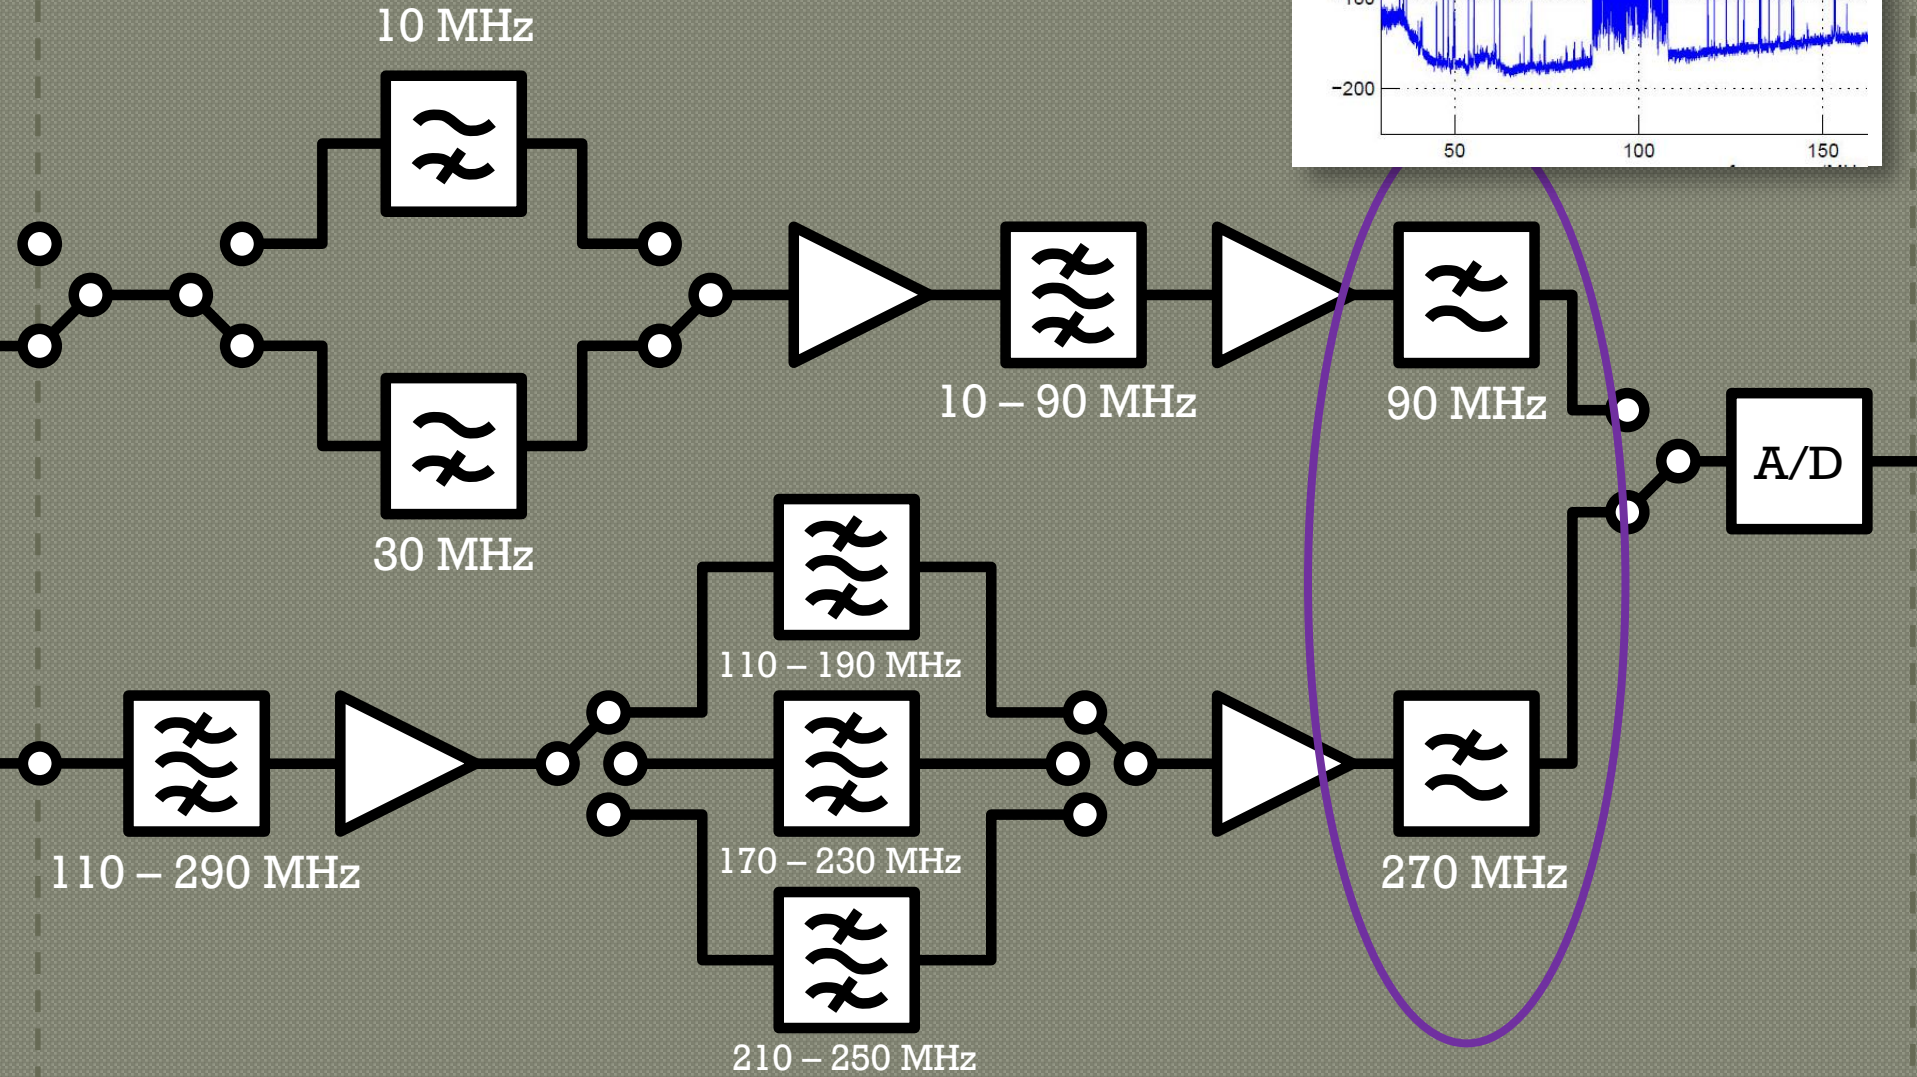 10 MHz
−200
50 100 150
10 – 90 MHz
90 MHz
A/D
30 MHz
110 – 190 MHz
110 – 290 MHz
170 – 230 MHz
270 MHz
210 – 250 MHz